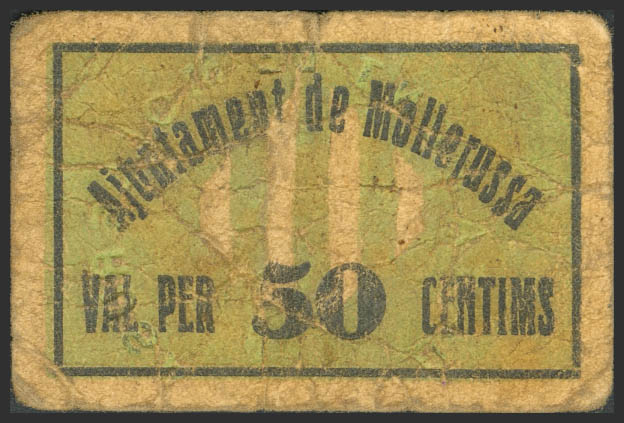 Ajuntament de Mollerussa
VAL PER 50 CENTIMS